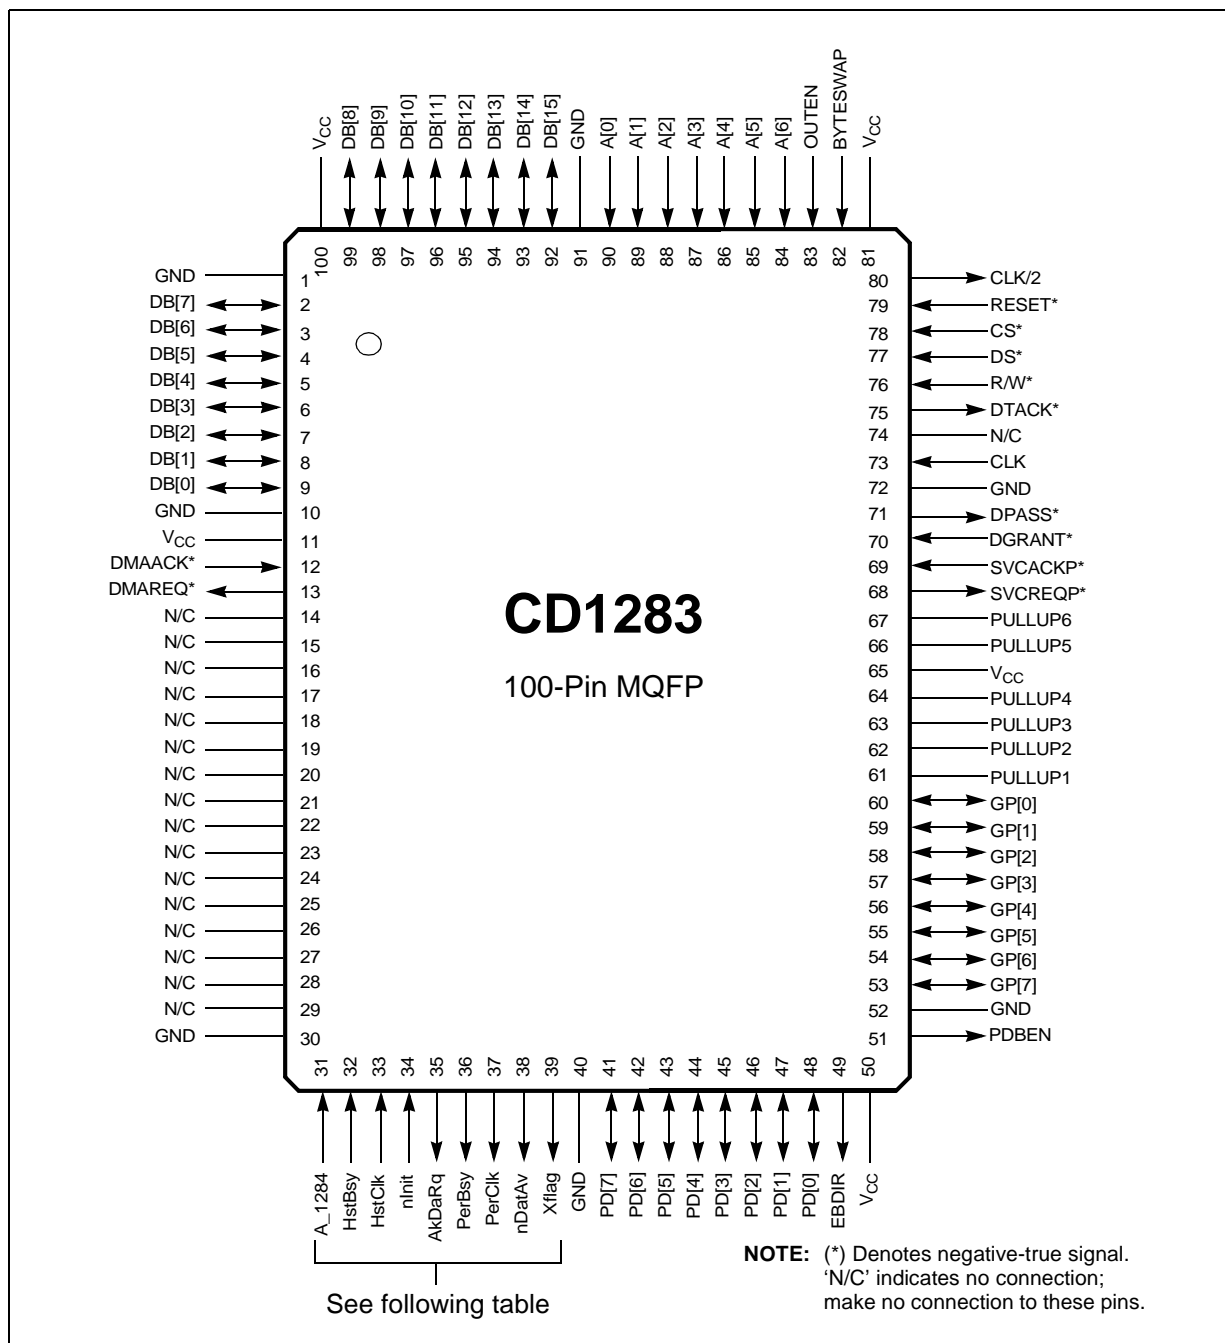 VCC
DB[8]
DB[9]
DB[10]
DB[11]
DB[12]
DB[13]
DB[14]
DB[15]
GND
A[0]
A[1]
A[2]
A[3]
A[4]
A[5]
A[6]
OUTEN
BYTESWAP
VCC
100
99
98
97
96
95
94
93
92
91
90
89
88
87
86
85
84
83
82
81
GND 1
DB[7] 2
DB[6] 3
DB[5] 4
DB[4] 5
DB[3] 6
DB[2] 7
DB[1] 8
DB[0] 9
GND 10
VCC 11
DMAACK* 12
DMAREQ* 13
N/C 14
N/C 15
N/C 16
N/C 17
N/C 18
N/C 19
N/C 20
N/C 21
N/C 22
N/C 23
N/C 24
N/C 25
N/C 26
N/C 27
N/C 28
N/C 29
GND 30
CD1283
100-Pin MQFP
80 CLK/2
79 RESET*
78 CS*
77 DS*
76 R/W*
75 DTACK*
74 N/C
73 CLK
72 GND
71 DPASS*
70 DGRANT*
69 SVCACKP*
68 SVCREQP*
67 PULLUP6
66 PULLUP5
65 VCC
64 PULLUP4
63 PULLUP3
62 PULLUP2
61 PULLUP1
60 GP[0]
59 GP[1]
58 GP[2]
57 GP[3]
56 GP[4]
55 GP[5]
54 GP[6]
53 GP[7]
52 GND
51 PDBEN
31
32
33
34
35
36
37
38
39
40
41
42
43
44
45
46
47
48
49
50
A_1284
HstBsy
HstClk
nInit
AkDaRq
PerBsy
PerClk
nDatAv
Xflag
GND
PD[7]
PD[6]
PD[5]
PD[4]
PD[3]
PD[2]
PD[1]
PD[0]
EBDIR
VCC
See following table
NOTE: (*) Denotes negative-true signal.
‘N/C’ indicates no connection;
make no connection to these pins.